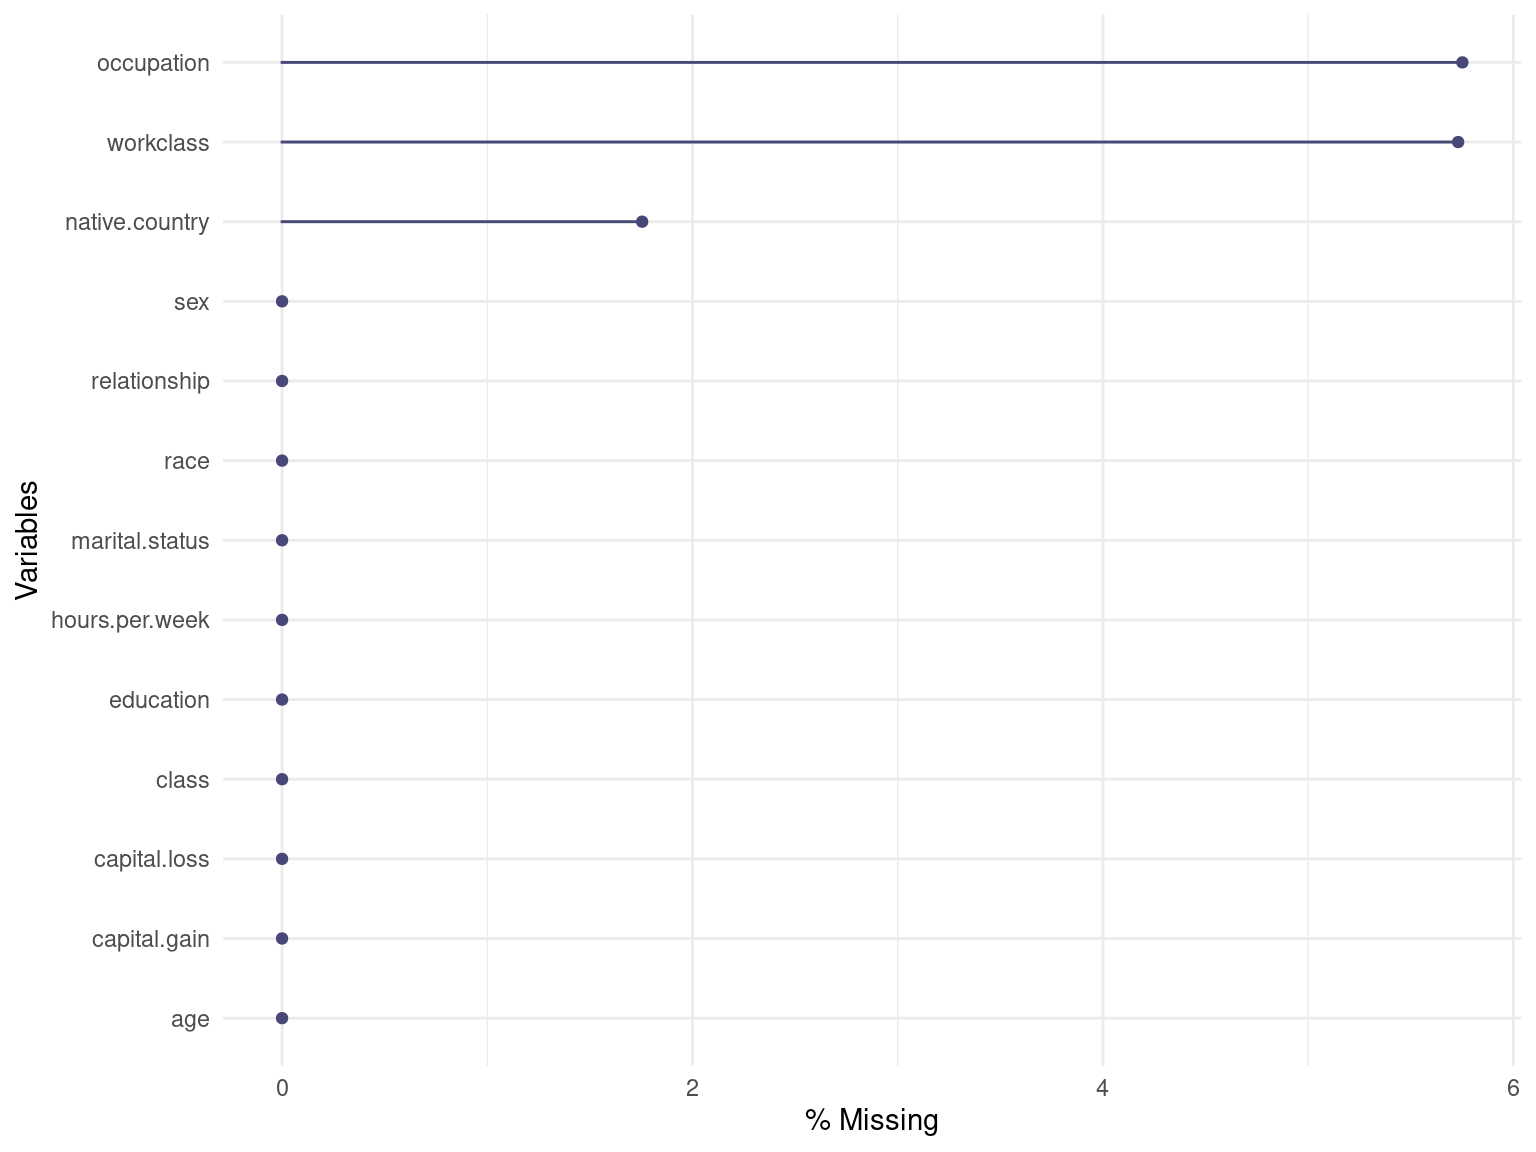 occupation
workclass
native.country
sex
relationship
race
marital.status
hours.per.week
education
class
capital.loss
capital.gain
age
Variables
0 2 4 6
% Missing